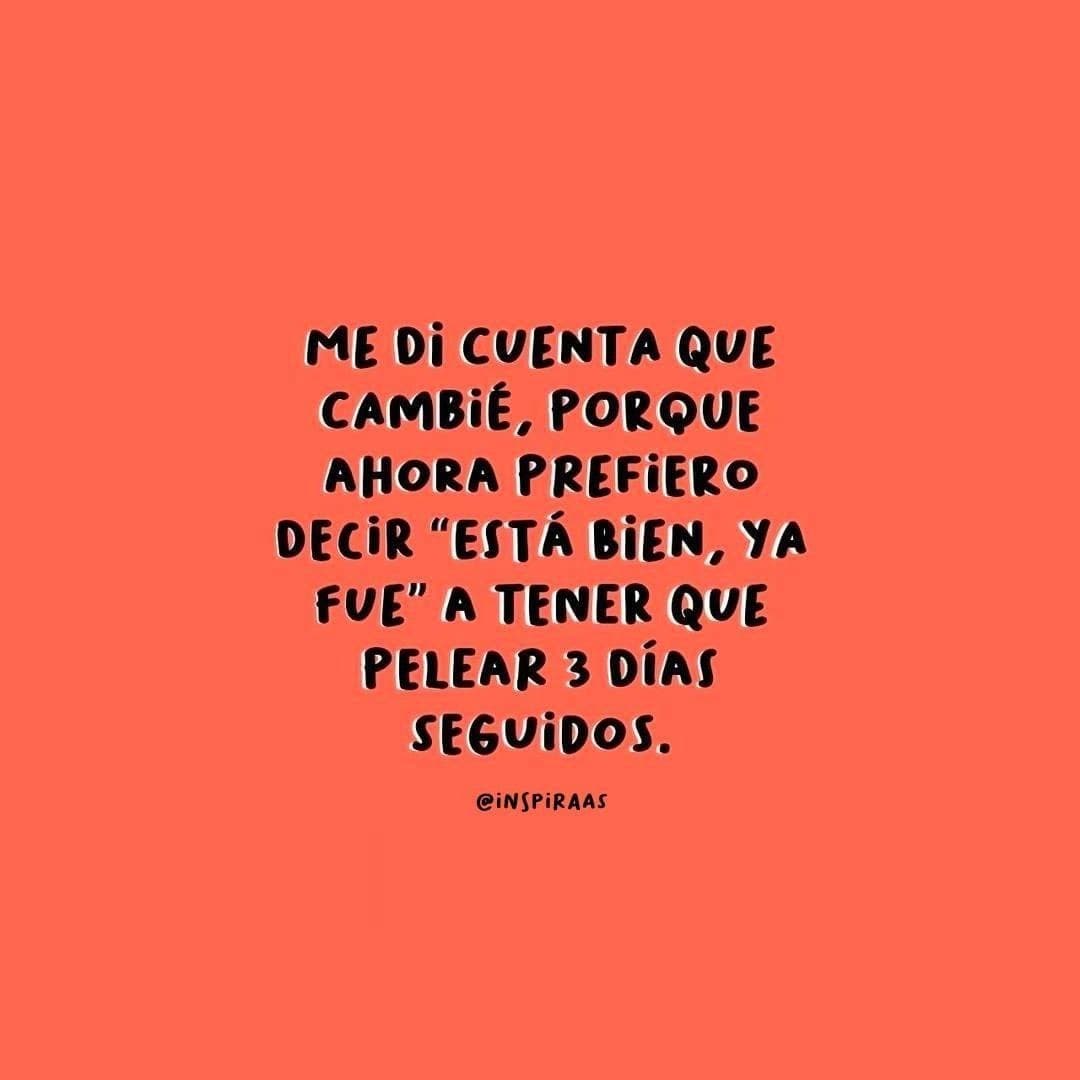 ME DI CUENTA QUE
CAMBIÉ, PORQUE
AHORA PREFIERO
DECIR “ESTÁ BIEN, YA
FUE” A TENER QUE
PELEAR 3 DÍAS
SEGUIDOS.
@INSPIRAAS